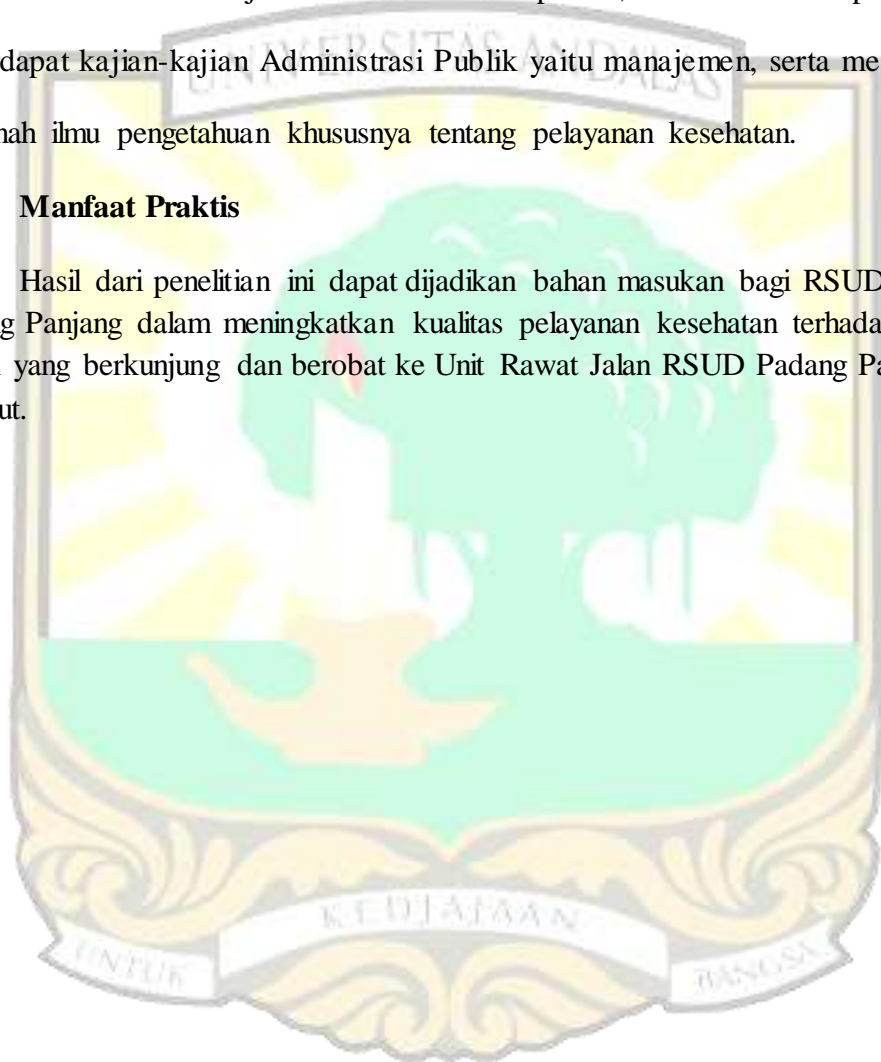 UNIVERSITAS ANDALAS
dapat kajian-kajian Administrasi Publik yaitu manajemen, serta me
nah ilmu pengetahuan khususnya tentang pelayanan kesehatan.
Manfaat Praktis
Hasil dari penelitian ini dapat dijadikan bahan masukan bagi RSUD
g Panjang dalam meningkatkan kualitas pelayanan kesehatan terhada
yang berkunjung dan berobat ke Unit Rawat Jalan RSUD Padang Pa
ut.
KEDJAJAAN
UNTUK
BANGSA